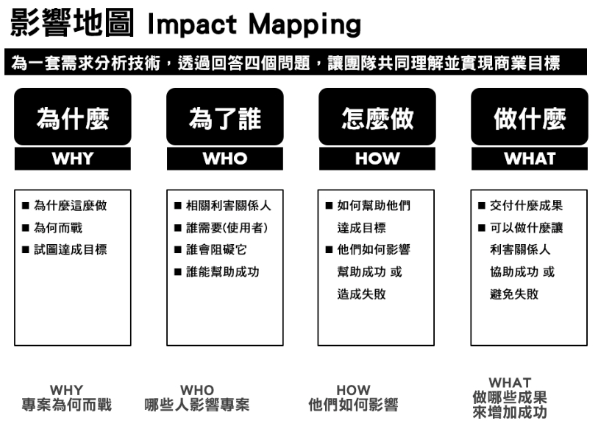 影響地圖 Impact Mapping
為一套需求分析技術，透過回答四個問題，讓團隊共同理解並實現商業目標
為什麼
WHY
■ 為什麼這麼做
■ 為何而戰
■ 試圖達成目標
為了誰
WHO
■ 相關利害關係人
■ 誰需要(使用者)
■ 誰會阻礙它
■ 誰能幫助成功
怎麼做
HOW
■ 如何幫助他們
達成目標
■ 他們如何影響
幫助成功 或
造成失敗
做什麼
WHAT
■ 交付什麼成果
■ 可以做什麼讓
利害關係人
協助成功 或
避免失敗
WHY
專案為何而戰
WHO
哪些人影響專案
HOW
他們如何影響
WHAT
做哪些成果
來增加成功